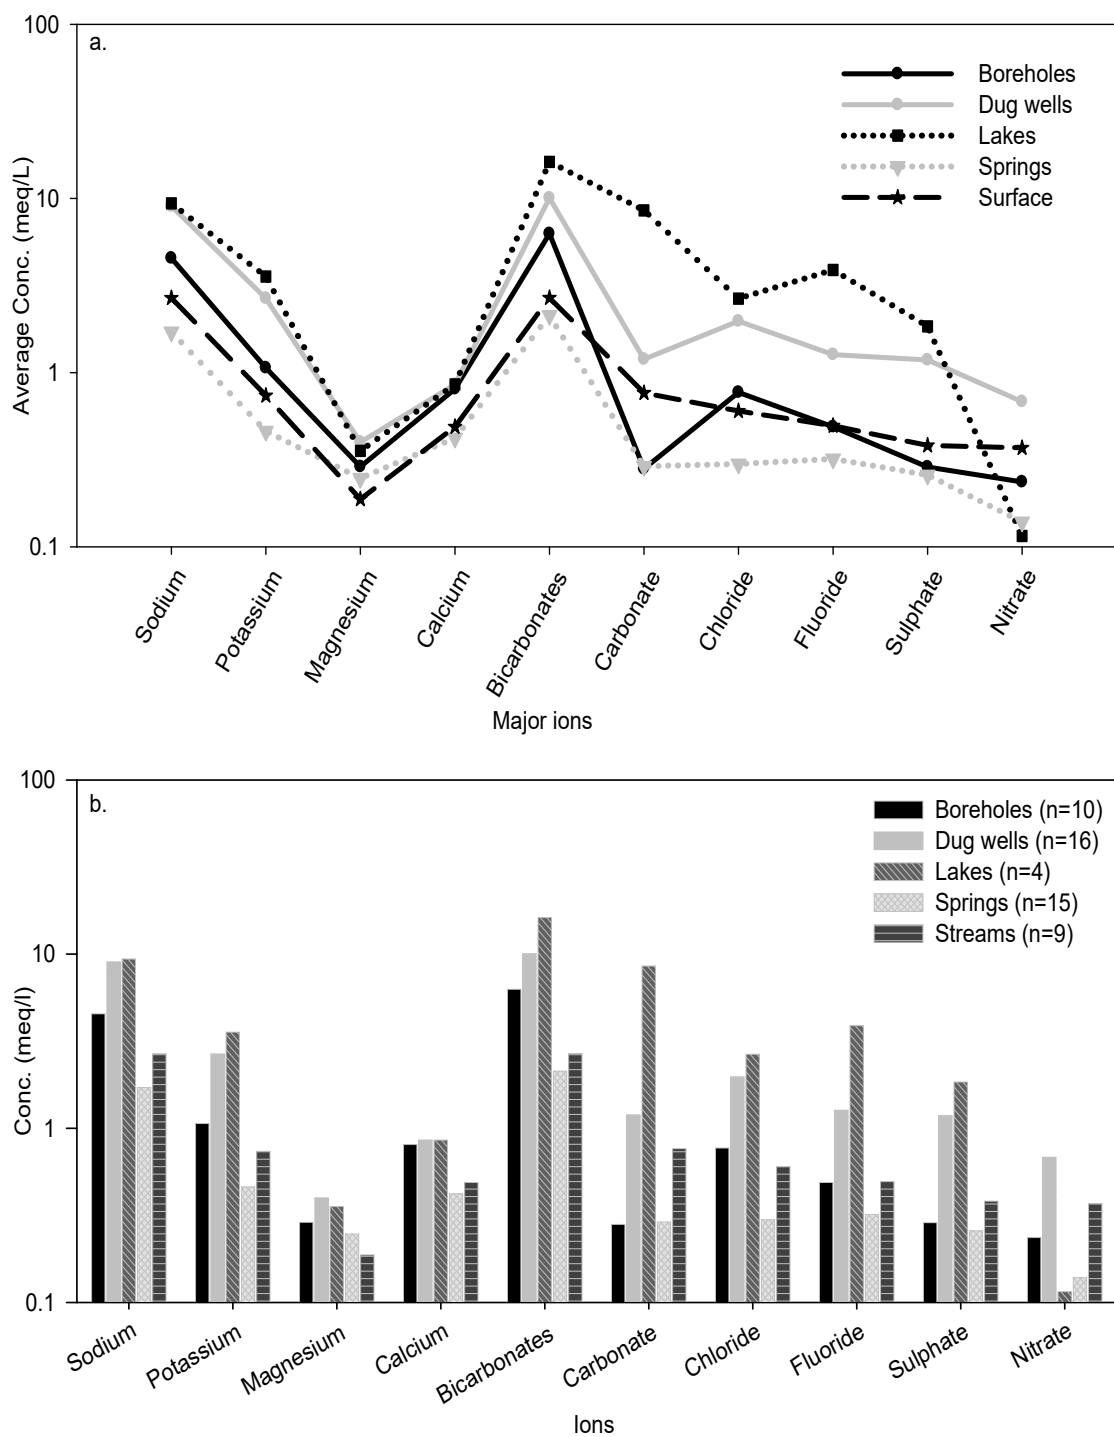 100
a.
Boreholes
Dug wells
Lakes
Springs
Surface
10
1
0.1
Average Conc. (meq/L)
Sodium
Potassium
Magnesium
Calcium
Bicarbonates
Carbonate
Chloride
Fluoride
Sulphate
Nitrate
Major ions
100
b.
Boreholes (n=10)
Dug wells (n=16)
Lakes (n=4)
Springs (n=15)
Streams (n=9)
10
1
0.1
Conc. (meq/l)
Sodium
Potassium
Magnesium
Calcium
Bicarbonates
Carbonate
Chloride
Fluoride
Sulphate
Nitrate
Ions